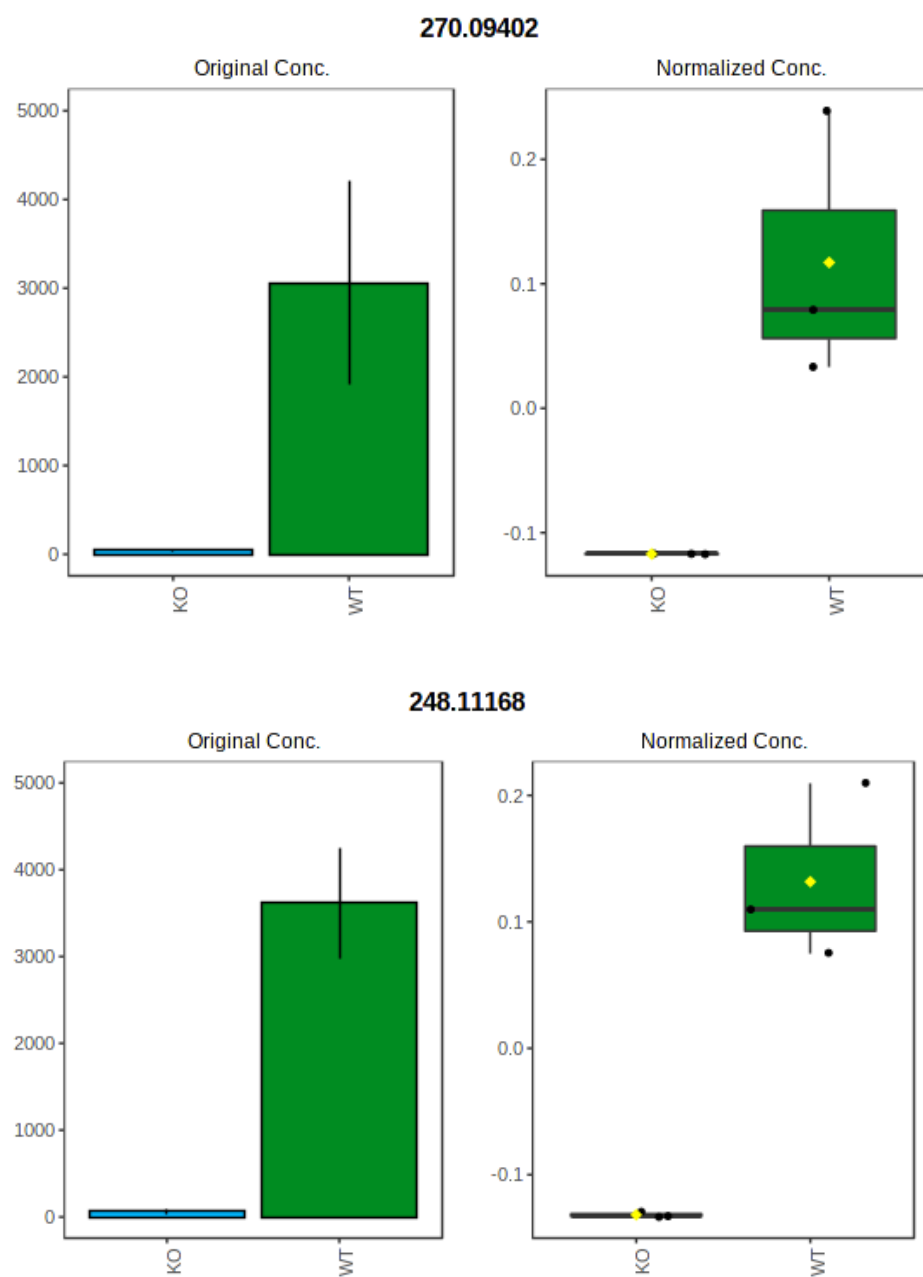 270.09402
Original Conc.
Normalized Conc.
5000
4000
3000
2000
1000
0
KO
WT
0.2
0.1
0.0
-0.1
KO
WT
248.11168
Original Conc.
Normalized Conc.
5000
4000
3000
2000
1000
0
KO
WT
0.2
0.1
0.0
-0.1
KO
WT